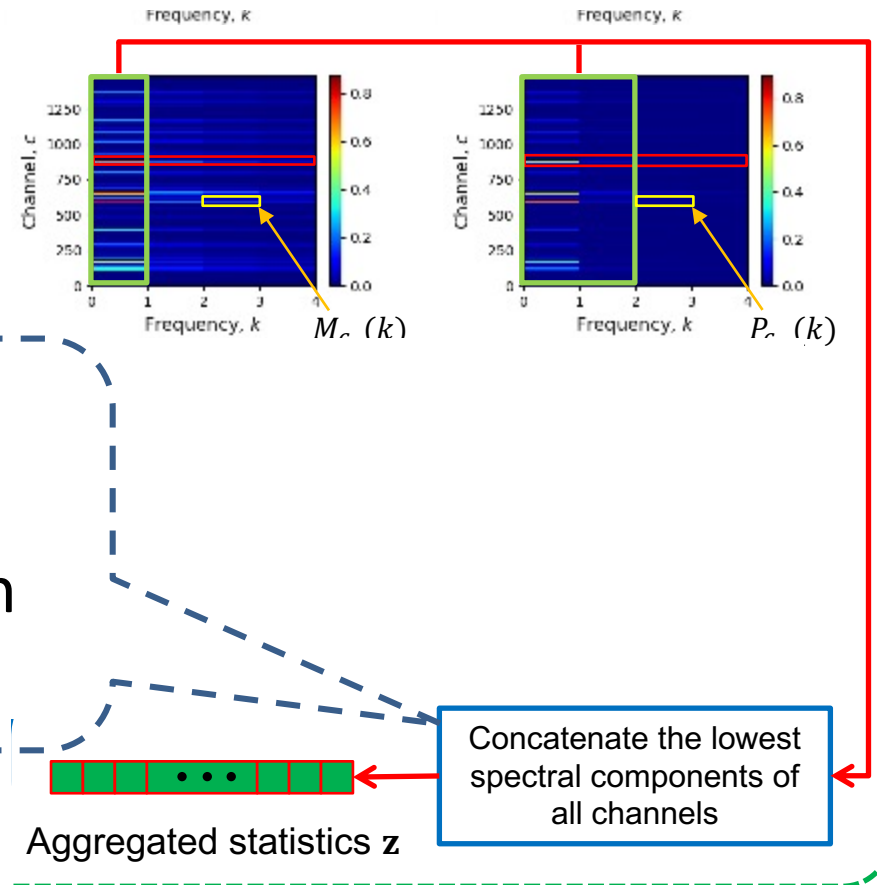 Frequency, k
Frequency, k
1250
1000
750
500
250
0
Channel, c
0 1 2 3 4
Frequency, k
0.8
0.6
0.4
0.2
0.0
M_c (k)
1250
1000
750
500
250
0
Channel, c
0 1 2 3 4
Frequency, k
0.8
0.6
0.4
0.2
0.0
P_c (k)
Concatenate the lowest
spectral components of
all channels
Aggregated statistics z